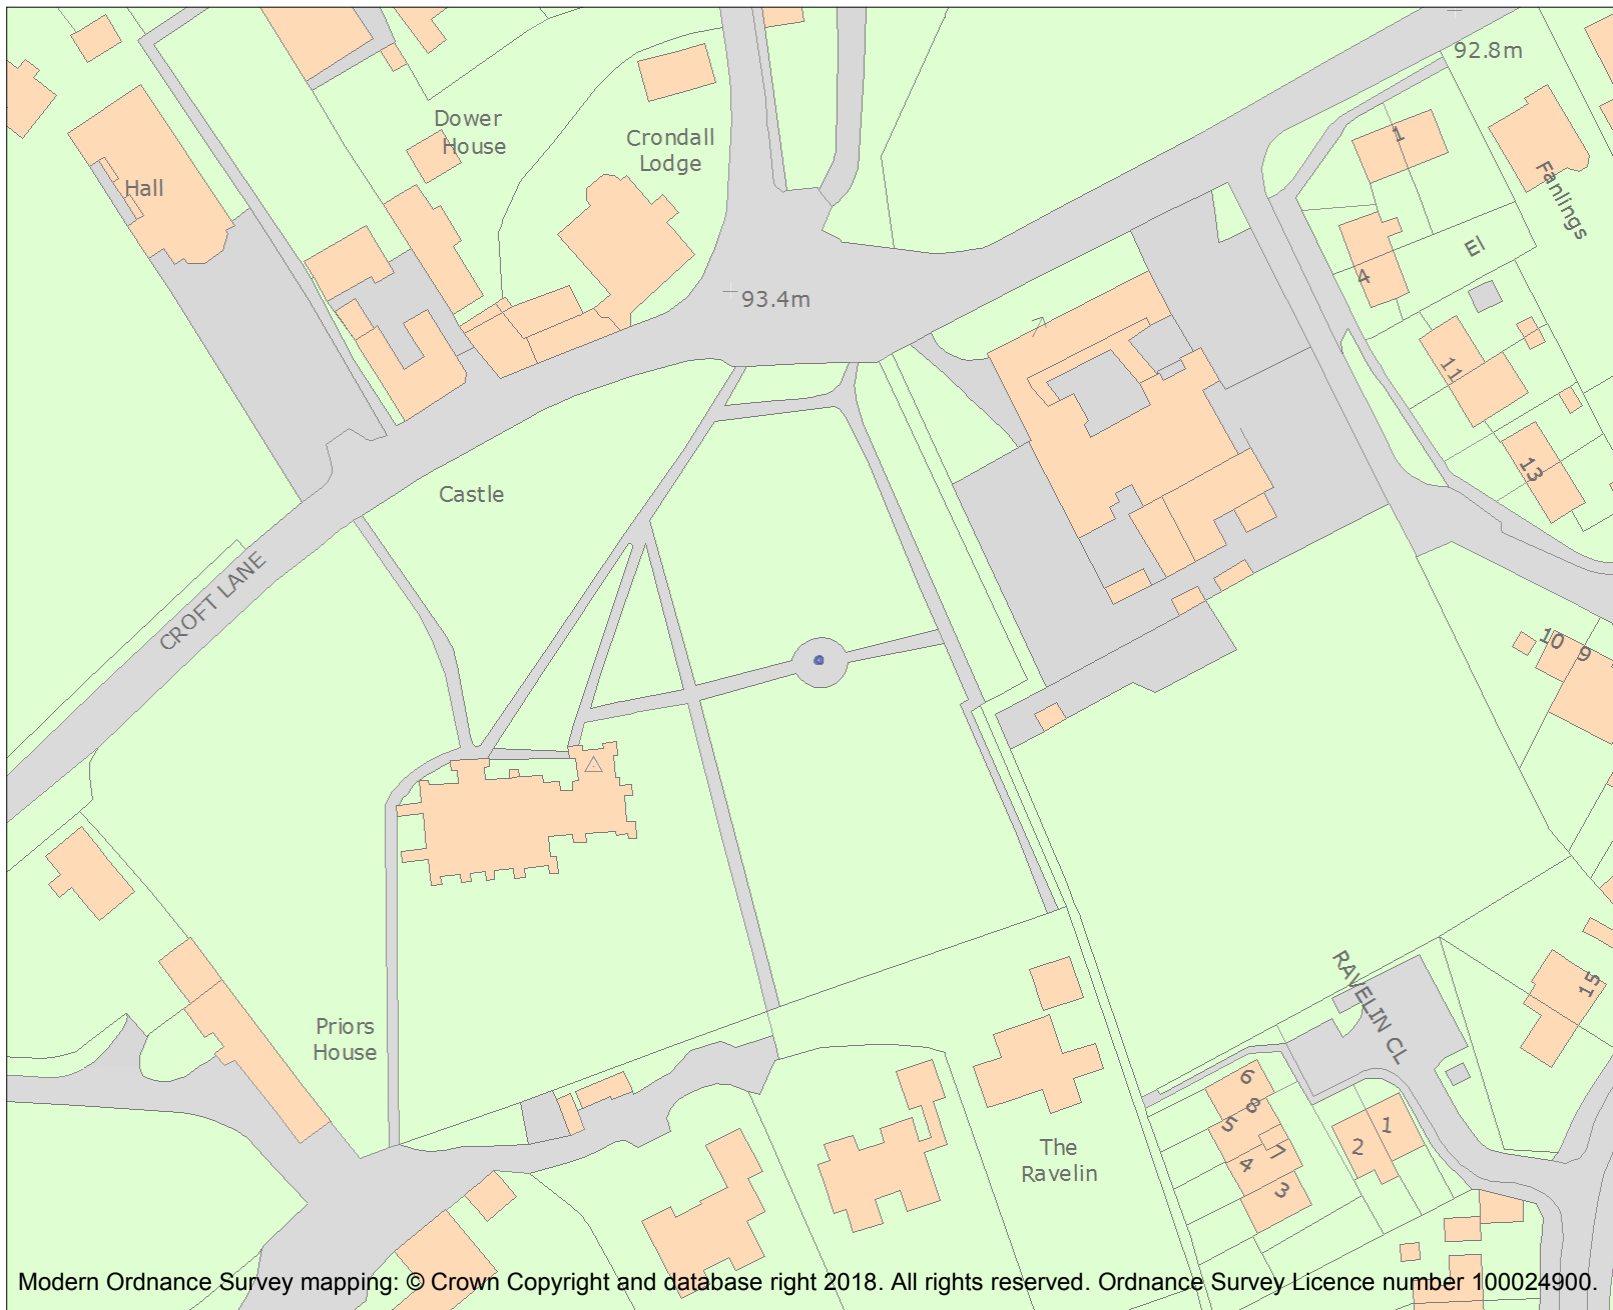 92.8m
Dower
House
Crondall
Lodge
1
Hall
Fanlings
El
4
93.4m
11
13
Castle
CROFT LANE
10
9
RAVELIN CL
15
Priors
House
6
8
5
7
4
3
1
2
The
Ravelin
Modern Ordnance Survey mapping: © Crown Copyright and database right 2018. All rights reserved. Ordnance Survey Licence number 100024900.